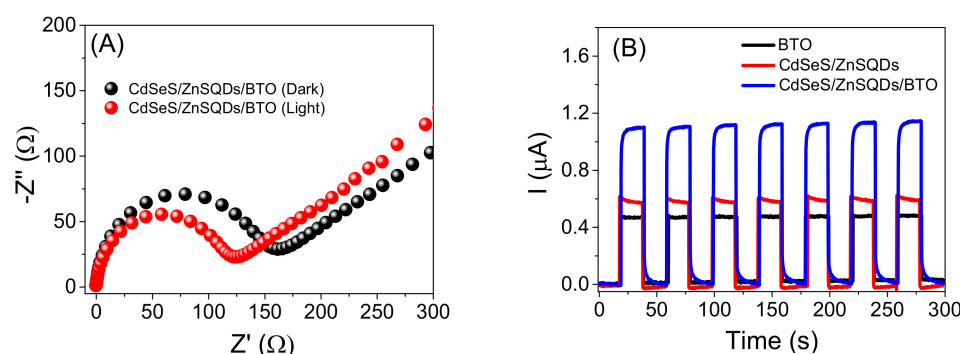 (A)
CdSeS/ZnSQDs/BTO (Dark)
CdSeS/ZnSQDs/BTO (Light)
-Z" (Ω)
200
150
100
50
0
0 50 100 150 200 250 300
Z' (Ω)
(B)
BTO
CdSeS/ZnSQDs
CdSeS/ZnSQDs/BTO
I (μA)
1.6
1.2
0.8
0.4
0.0
0 50 100 150 200 250 300
Time (s)